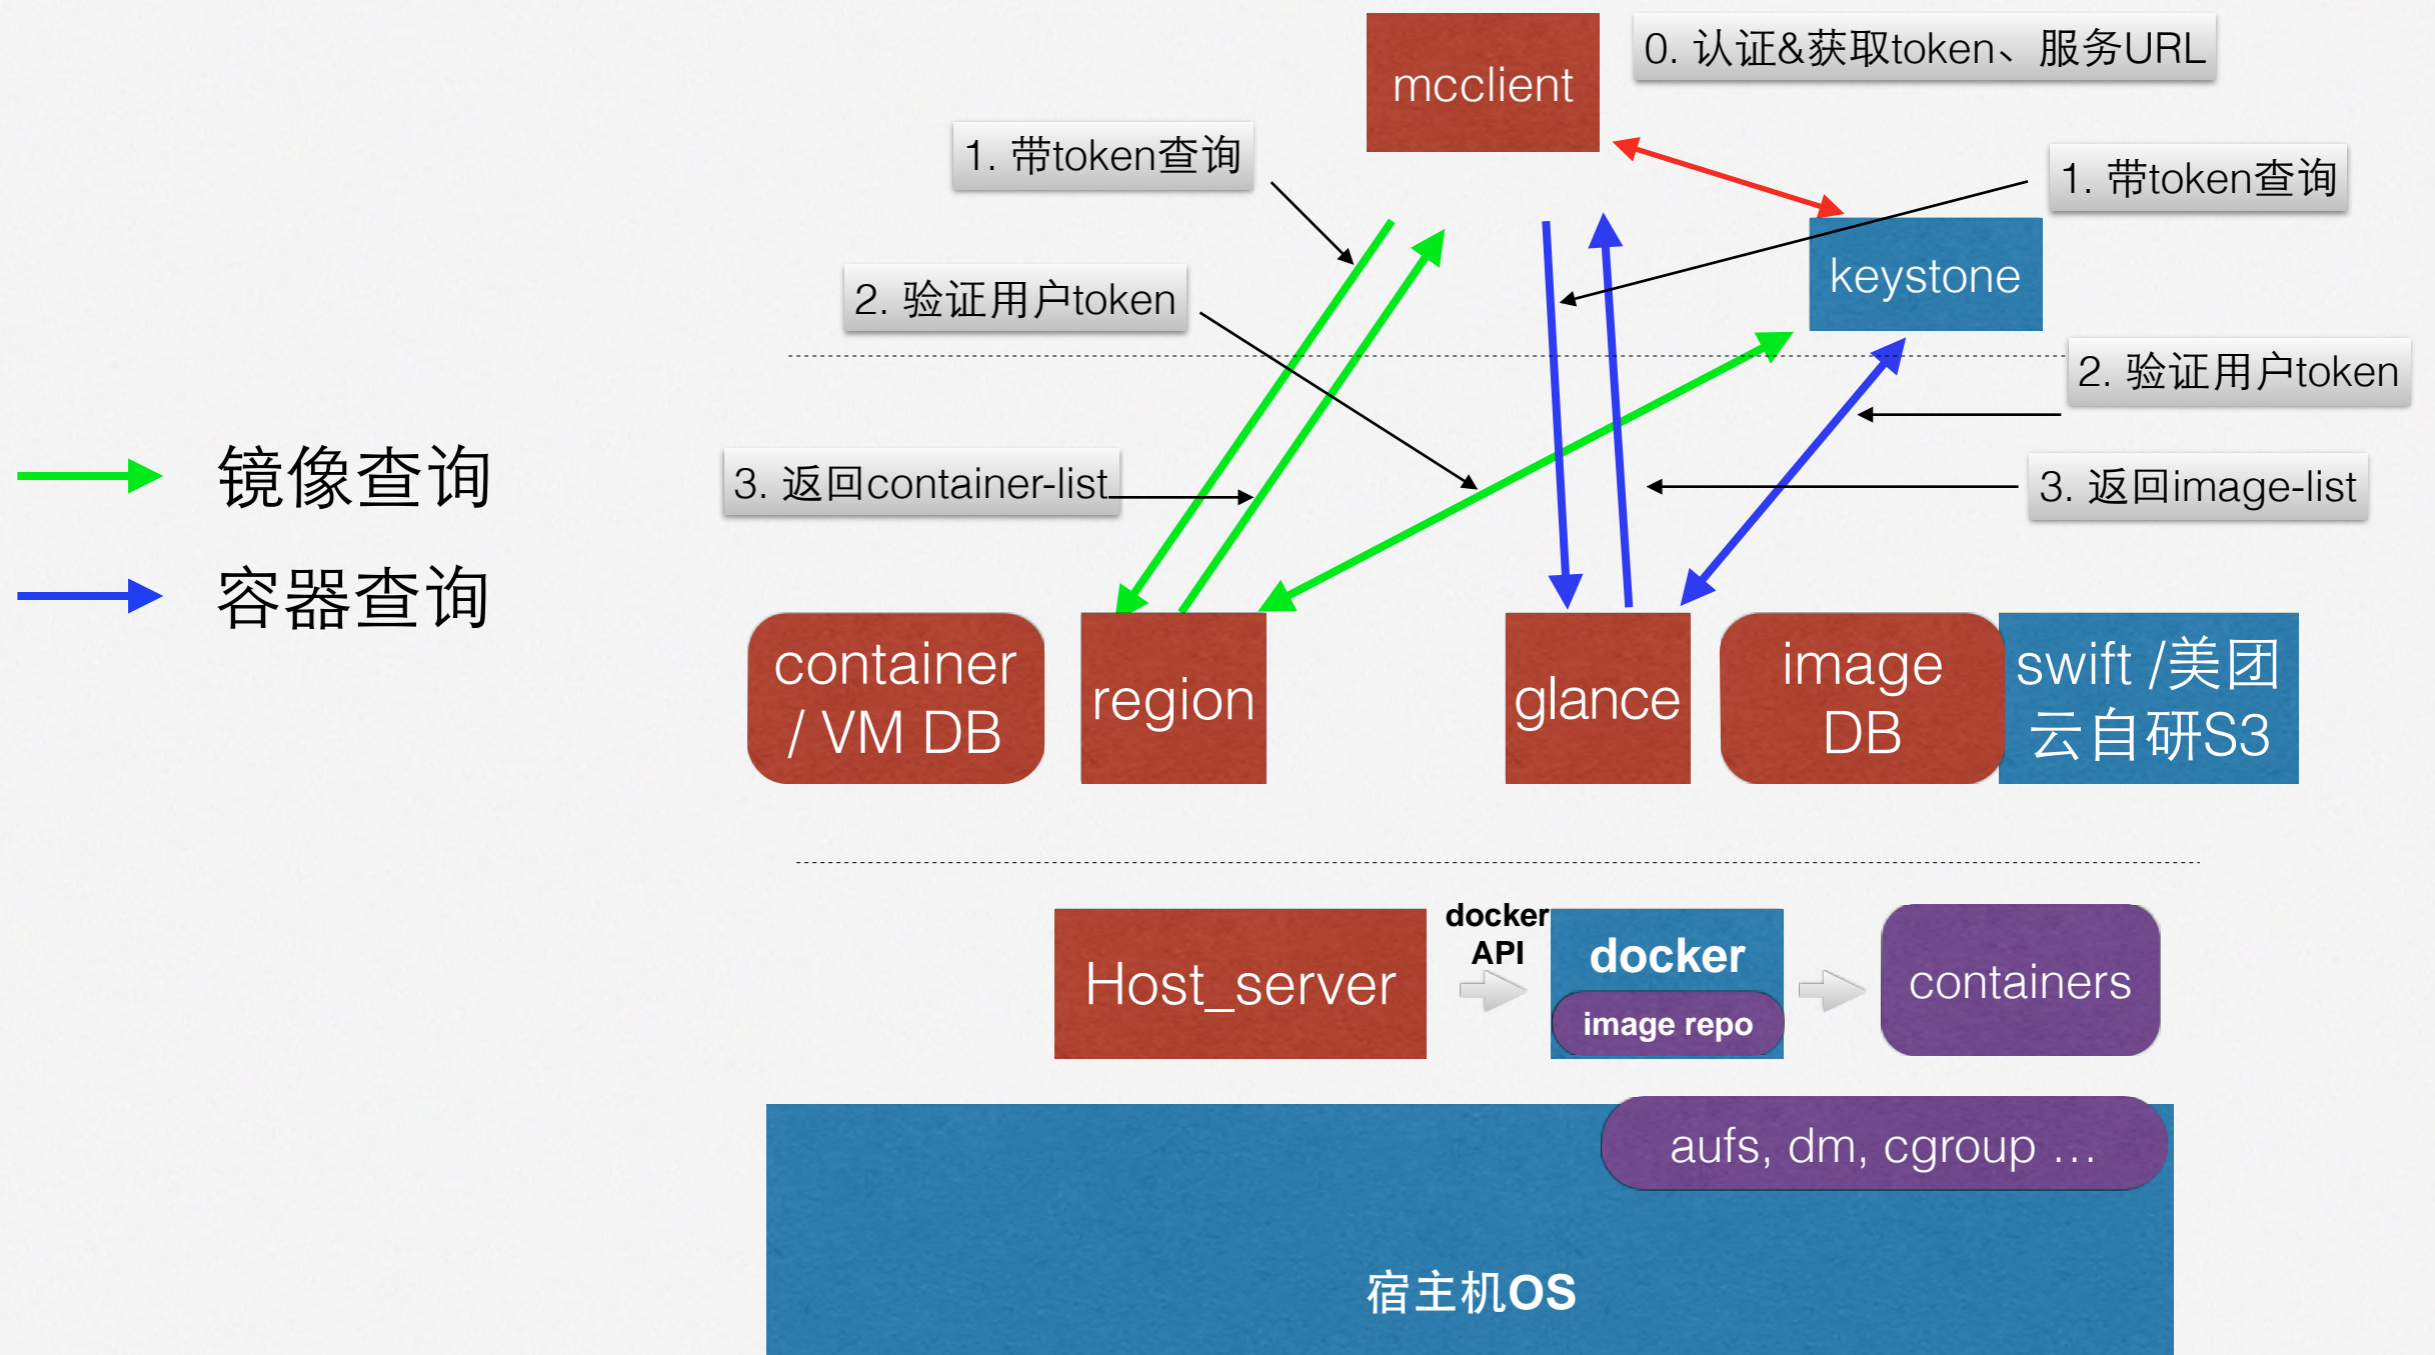 mcclient
0. 认证&获取token、服务URL
1. 带token查询
1. 带token查询
2. 验证用户token
keystone
2. 验证用户token
镜像查询
3. 返回container-list
3. 返回image-list
容器查询
container
/ VM DB
region
glance
image
DB
swift /美团
云自研S3
Host_server
docker
API
docker
image repo
containers
aufs, dm, cgroup ...
宿主机OS